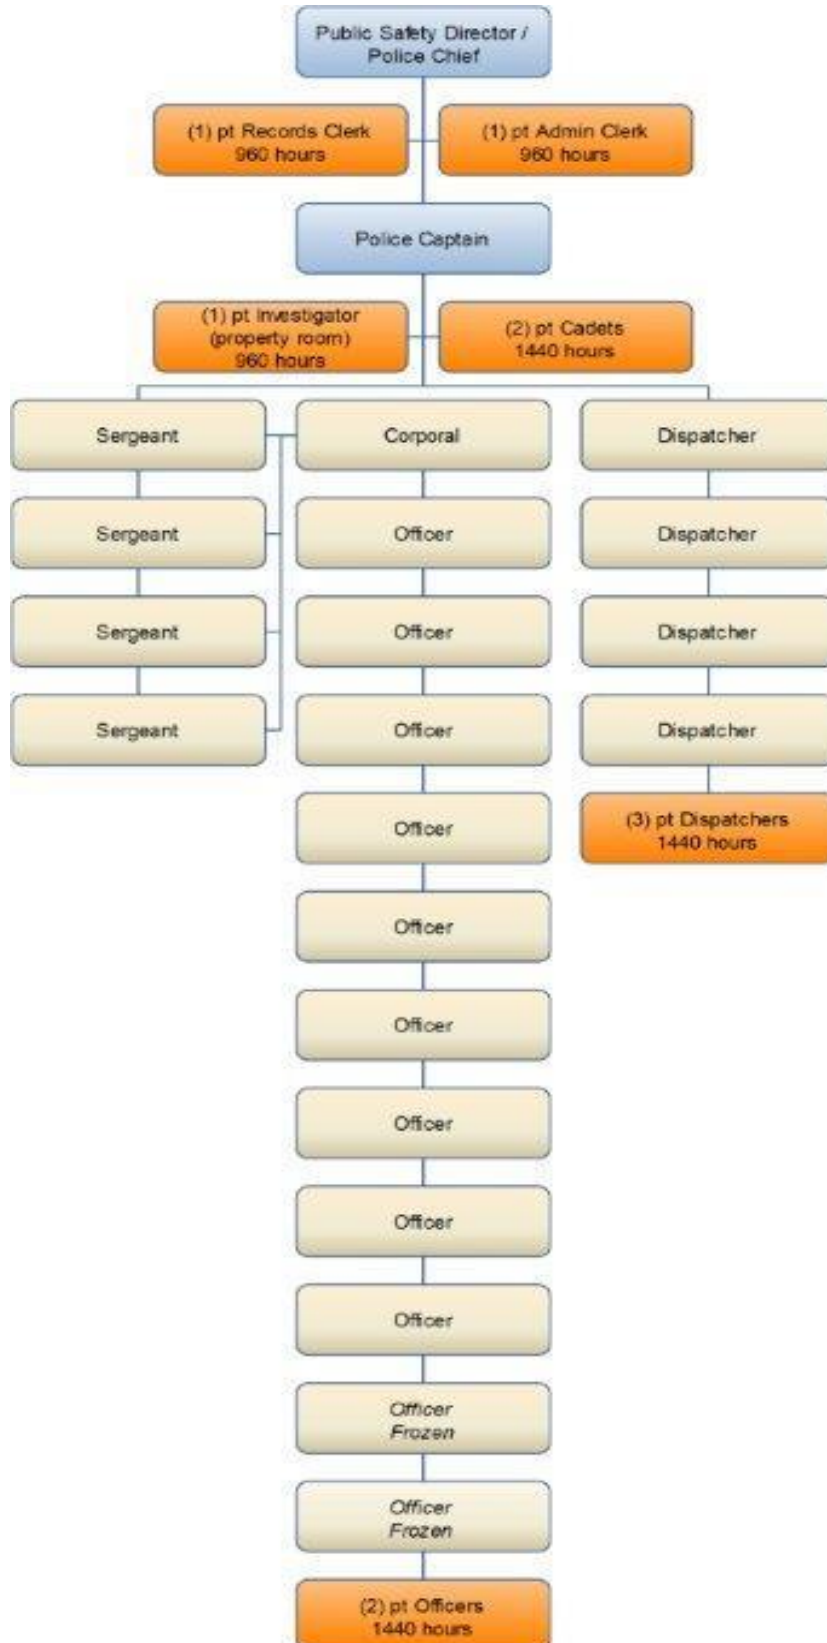 Public Safety Director /
Police Chief
(1) pt Records Clerk
960 hours
(1) pt Admin Clerk
960 hours
Police Captain
(1) pt Investigator
(property room)
960 hours
(2) pt Cadets
1440 hours
Sergeant
Corporal
Dispatcher
Sergeant
Officer
Dispatcher
Sergeant
Officer
Dispatcher
Sergeant
Officer
Dispatcher
Officer
(3) pt Dispatchers
1440 hours
Officer
Officer
Officer
Officer
Officer
Officer
Frozen
Officer
Frozen
(2) pt Officers
1440 hours